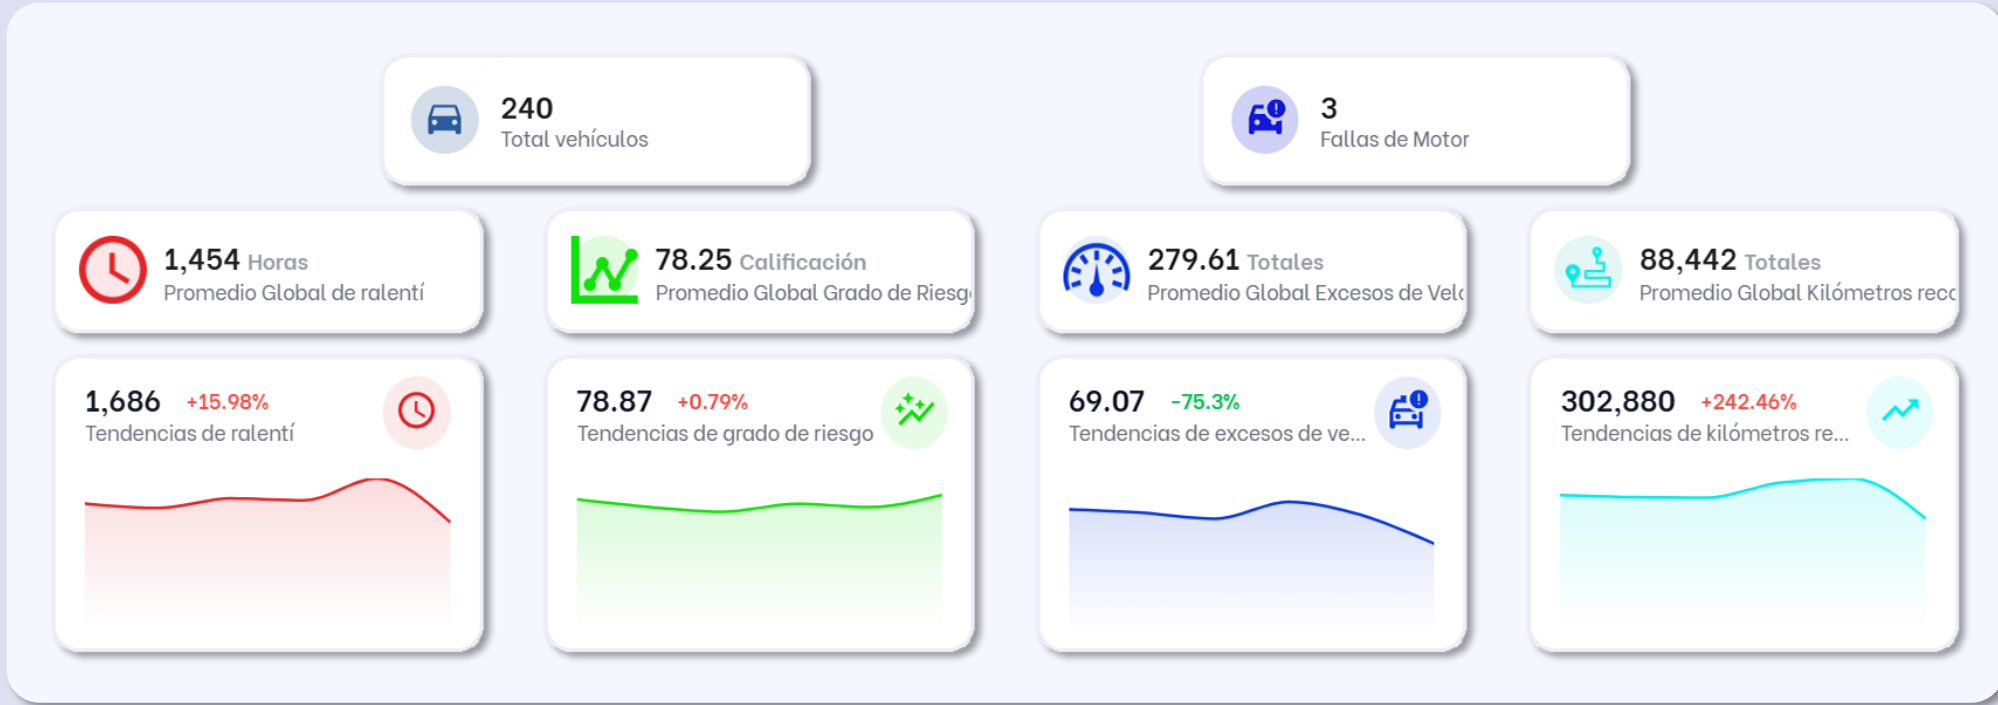 240
Total vehículos
3
Fallas de Motor
1,454 Horas
Promedio Global de ralentí
78.25 Calificación
Promedio Global Grado de Riesg
279.61 Totales
Promedio Global Excesos de Velo
88,442 Totales
Promedio Global Kilómetros reco
1,686 +15.98%
Tendencias de ralentí
78.87 +0.79%
Tendencias de grado de riesgo
69.07 -75.3%
Tendencias de excesos de ve...
302,880 +242.46%
Tendencias de kilómetros re...